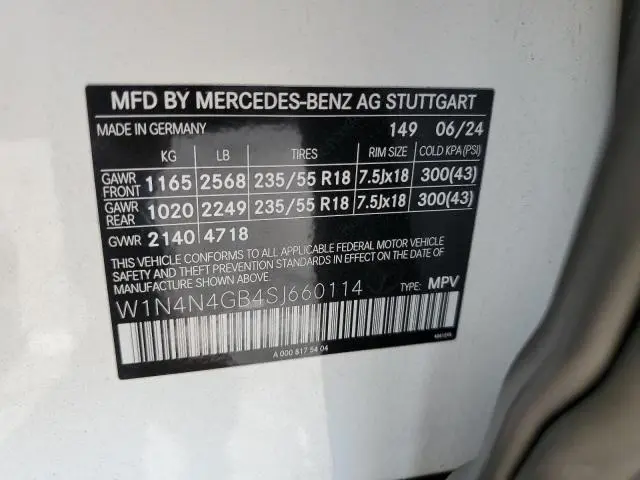 MFD BY MERCEDES-BENZ AG STUTTGART
MADE IN GERMANY 149 06/24
KG LB TIRES RIM SIZE COLD KPA(PSI)
GAWR FRONT 1165 2568 235/55 R18 7.5Jx18 300(43)
GAWR REAR 1020 2249 235/55 R18 7.5Jx18 300(43)
GVWR 2140 4718
THIS VEHICLE CONFORMS TO ALL APPLICABLE FEDERAL MOTOR VEHICLE
SAFETY AND THEFT PREVENTION STANDARDS IN EFFECT ON THE DATE OF
MANUFACTURE SHOWN ABOVE. TYPE: MPV
W1N4N4GB4SJ660114
A 000 817 54 04